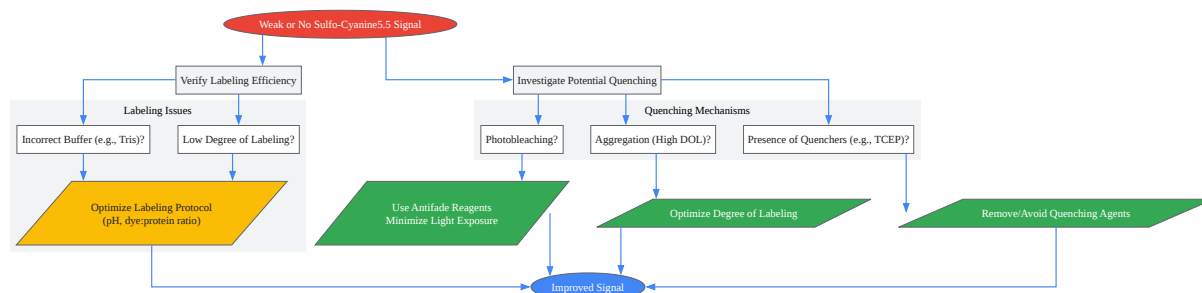 Weak or No Sulfo-Cyanine5.5 Signal
Verify Labeling Efficiency
Investigate Potential Quenching
Labeling Issues
Quenching Mechanisms
Incorrect Buffer (e.g., Tris)?
Low Degree of Labeling?
Photobleaching?
Aggregation (High DOL)?
Presence of Quenchers (e.g., TCEP)?
Optimize Labeling Protocol
(pH, dye:protein ratio)
Use Antifade Reagents
Minimize Light Exposure
Optimize Degree of Labeling
Remove/Avoid Quenching Agents
Improved Signal